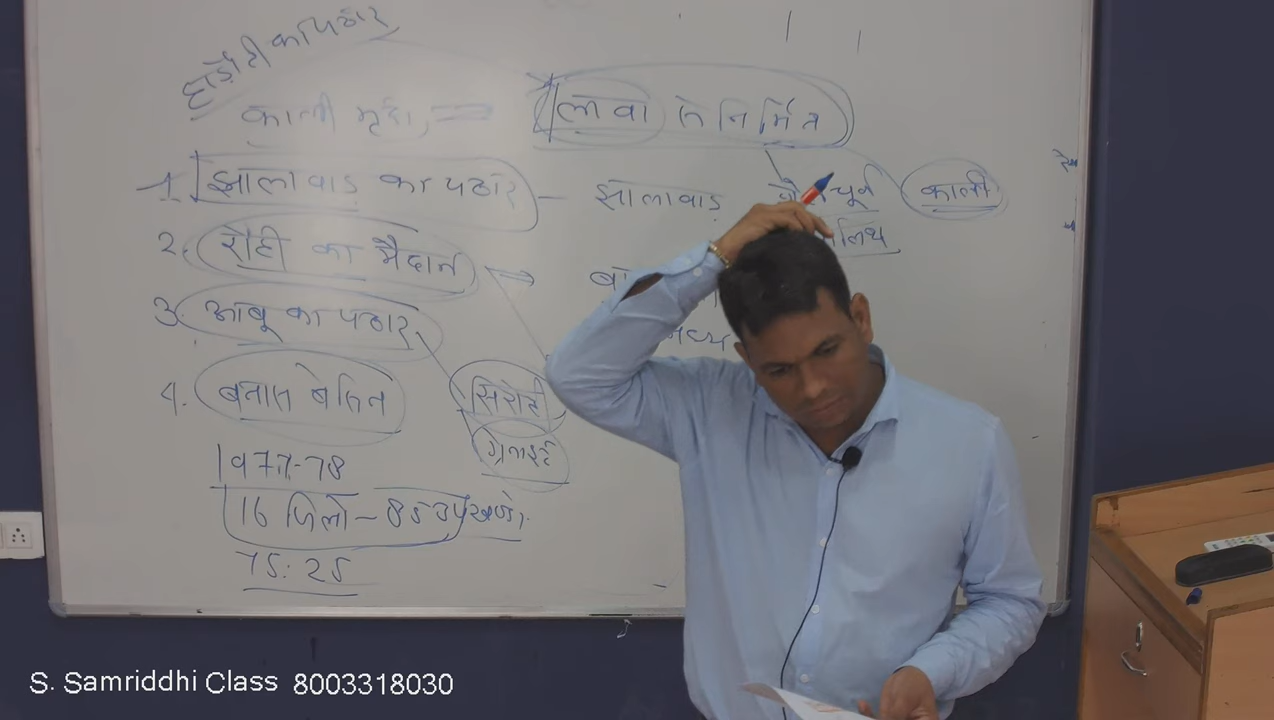 हाड़ौती का पठार
काली मृदा, = लावा से निर्मित
1. झालावाड़ का पठार - झालावाड़ चूर्न काली
लिथ
2. रोही का मैदान ⇒
3. आबू का पठार
मध्य
4. बनास बेसिन सिरोही
ग्रेनाइट
1977-78
16 जिलों - 85 उपखण्डो
75:25
S. Samriddhi Class 8003318030